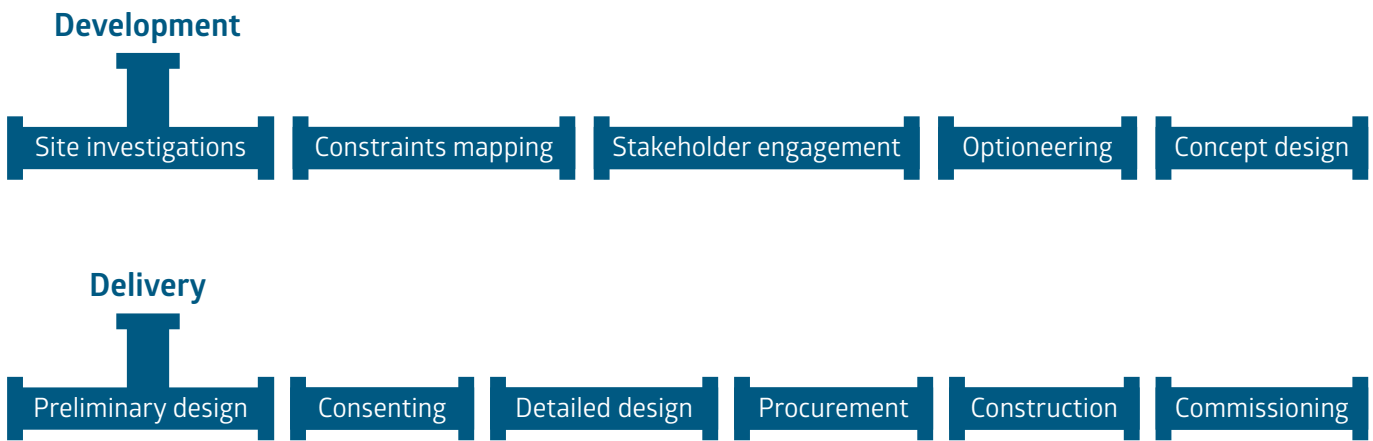 Development
Site investigations
Constraints mapping
Stakeholder engagement
Optioneering
Concept design
Delivery
Preliminary design
Consenting
Detailed design
Procurement
Construction
Commissioning